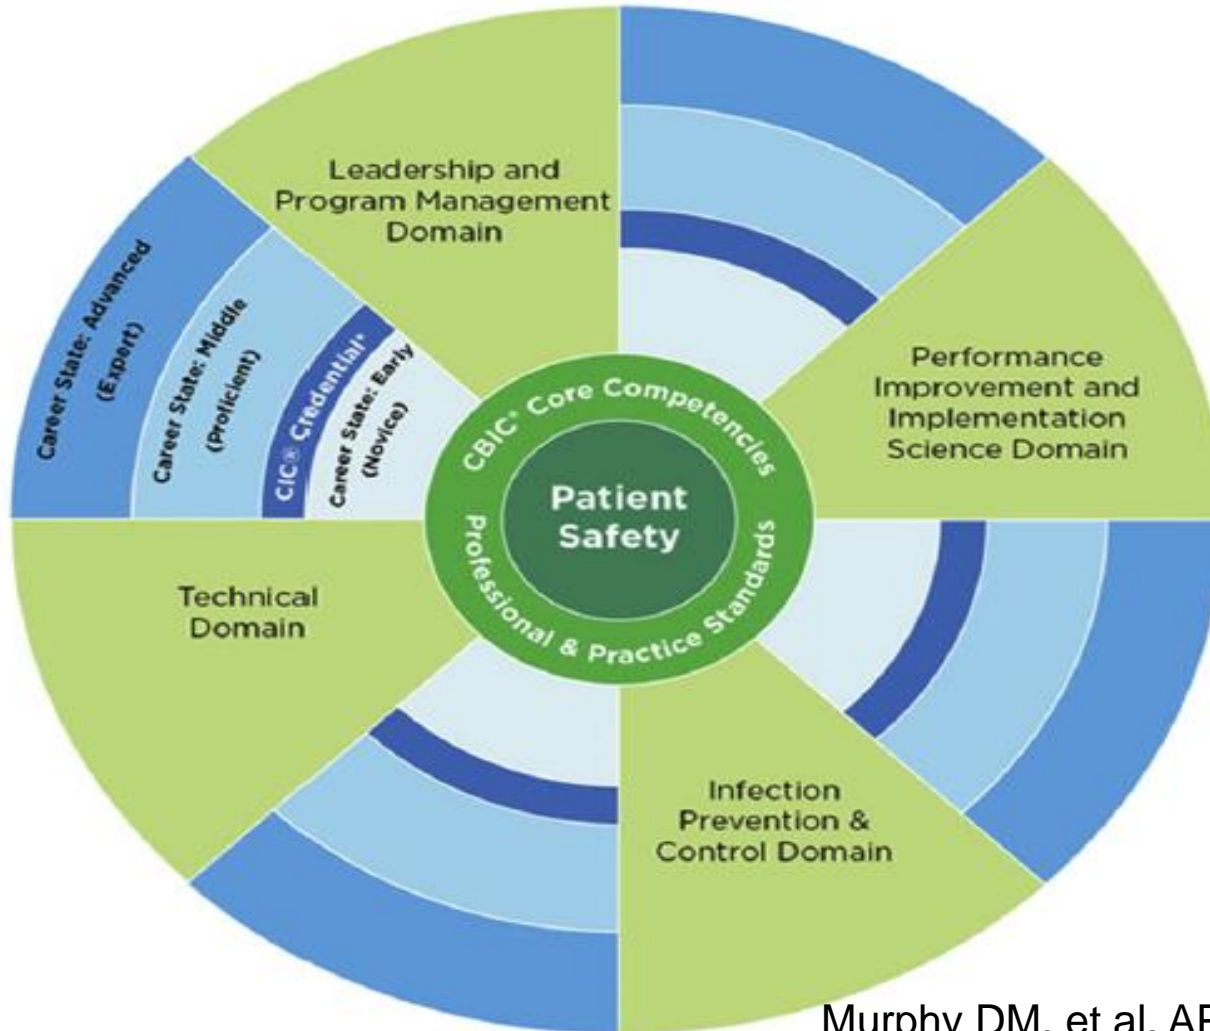 Leadership and
Program Management
Domain
Career State: Advanced
(Expert)
Career State: Middle
(Proficient)
CIC® Credential*
Career State: Early
(Novice)
Performance
Improvement and
Implementation
Science Domain
CBIC® Core Competencies
Patient
Safety
Professional & Practice Standards
Technical
Domain
Infection
Prevention &
Control Domain
Murphy DM, et al.